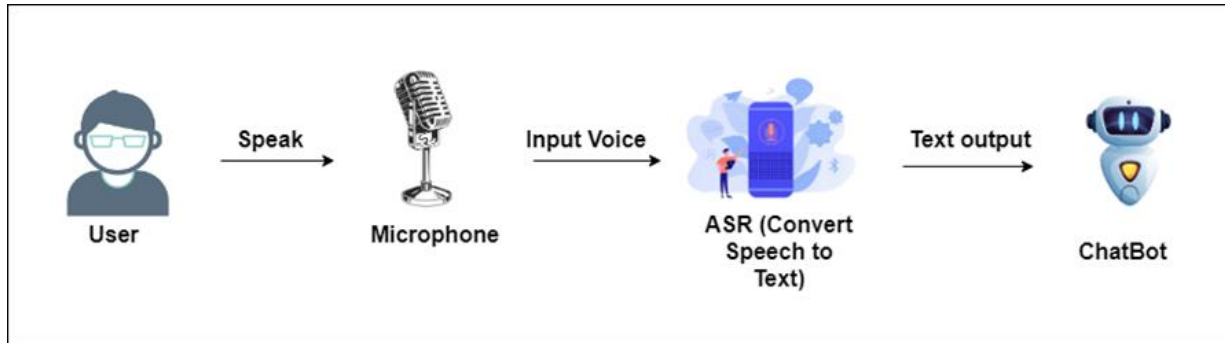 Speak
Input Voice
Text output
User
Microphone
ASR (Convert
Speech to
Text)
ChatBot